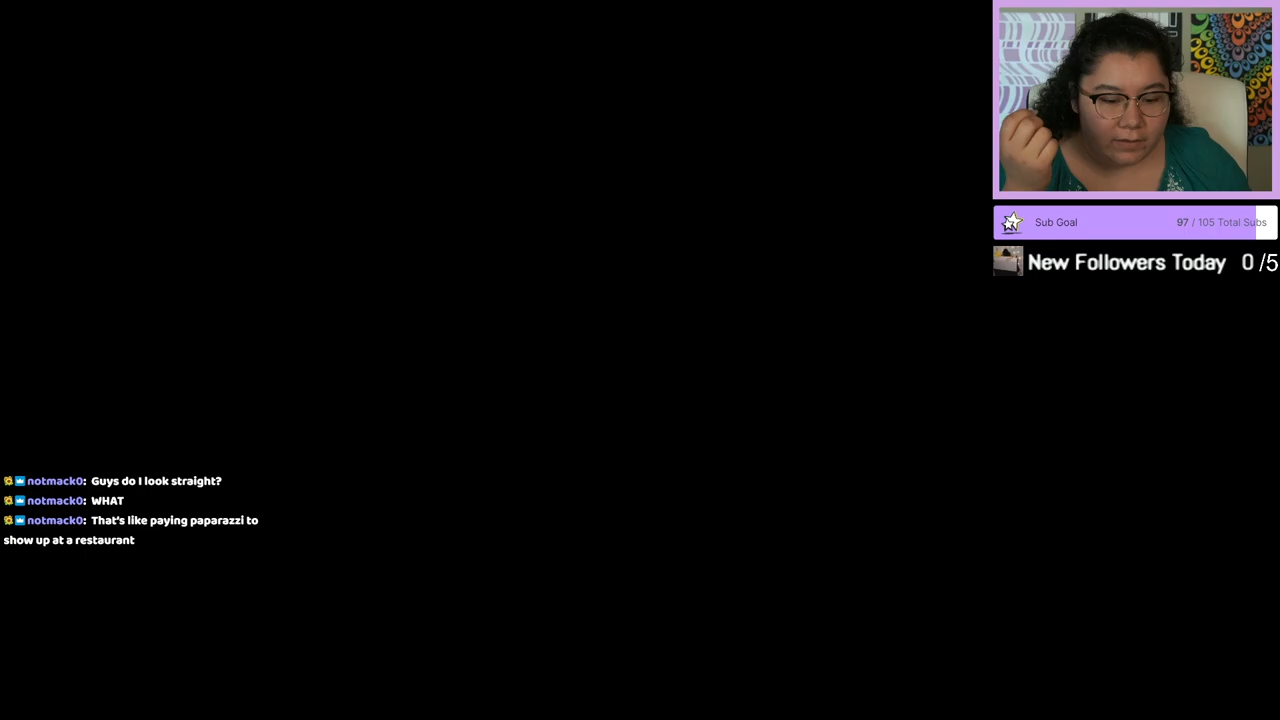 Sub Goal 97 / 105 Total Subs
New Followers Today 0 /5
notmack0: Guys do I look straight?
notmack0: WHAT
notmack0: That's like paying paparazzi to
show up at a restaurant